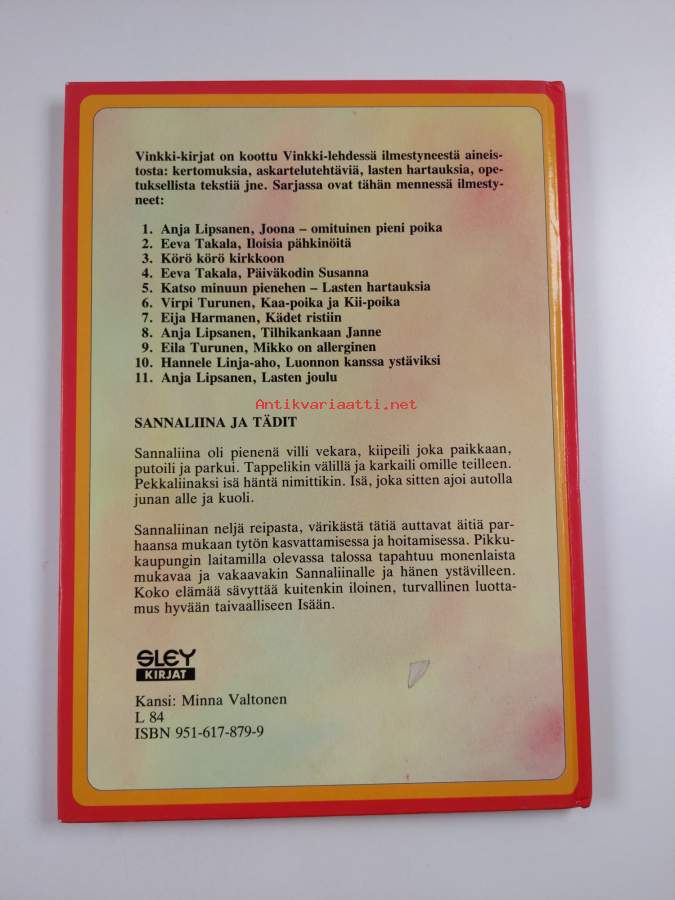 Vinkki-kirjat on koottu Vinkki-lehdessä ilmestyneestä aineis-
tosta: kertomuksia, askartelutehtäviä, lasten hartauksia, ope-
tuksellista tekstiä jne. Sarjassa ovat tähän mennessä ilmesty-
neet:
1. Anja Lipsanen, Joona – omituinen pieni poika
2. Eeva Takala, Iloisia pähkinöitä
3. Körö körö kirkkoon
4. Eeva Takala, Päiväkodin Susanna
5. Katso minuun pienehen – Lasten hartauksia
6. Virpi Turunen, Kaa-poika ja Kii-poika
7. Eija Harmanen, Kädet ristiin
8. Anja Lipsanen, Tilhikankaan Janne
9. Eila Turunen, Mikko on allerginen
10. Hannele Linja-aho, Luonnon kanssa ystäviksi
11. Anja Lipsanen, Lasten joulu
Antikvariaatti.net
SANNALIINA JA TÄDIT
Sannaliina oli pienenä villi vekara, kiipeili joka paikkaan,
putoili ja parkui. Tappelikin välillä ja karkaili omille teilleen.
Pekkaliinaksi isä häntä nimittikin. Isä, joka sitten ajoi autolla
junan alle ja kuoli.
Sannaliinan neljä reipasta, värikästä tätiä auttavat äitiä par-
haansa mukaan tytön kasvattamisessa ja hoitamisessa. Pikku-
kaupungin laitamilla olevassa talossa tapahtuu monenlaista
mukavaa ja vakaavakin Sannaliinalle ja hänen ystävilleen.
Koko elämää sävyttää kuitenkin iloinen, turvallinen luotta-
mus hyvään taivaalliseen Isään.
SLEY
KIRJAT
Kansi: Minna Valtonen
L 84
ISBN 951-617-879-9